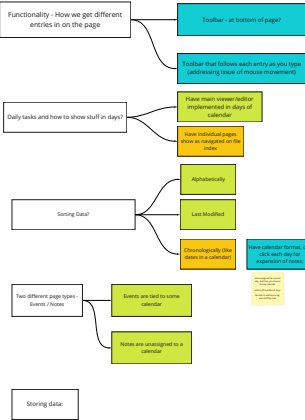 Functionality - How we get different
entries in on the page
Toolbar - at bottom of page?
Toolbar that follows each entry as you type
(addressing issue of mouse movement)
Daily tasks and how to show stuff in days?
Have main viewer/editor
implemented in days of
calendar
Have individual pages
show as navigated on file
index
Sorting Data?
Alphabetically
Last Modified
Chronologically (like
dates in a calendar)
Have calendar format,
click each day for
expansion of notes
Two different page types -
Events / Notes
Events are tied to some
calendar
Notes are unassigned to a
calendar
Storing data: